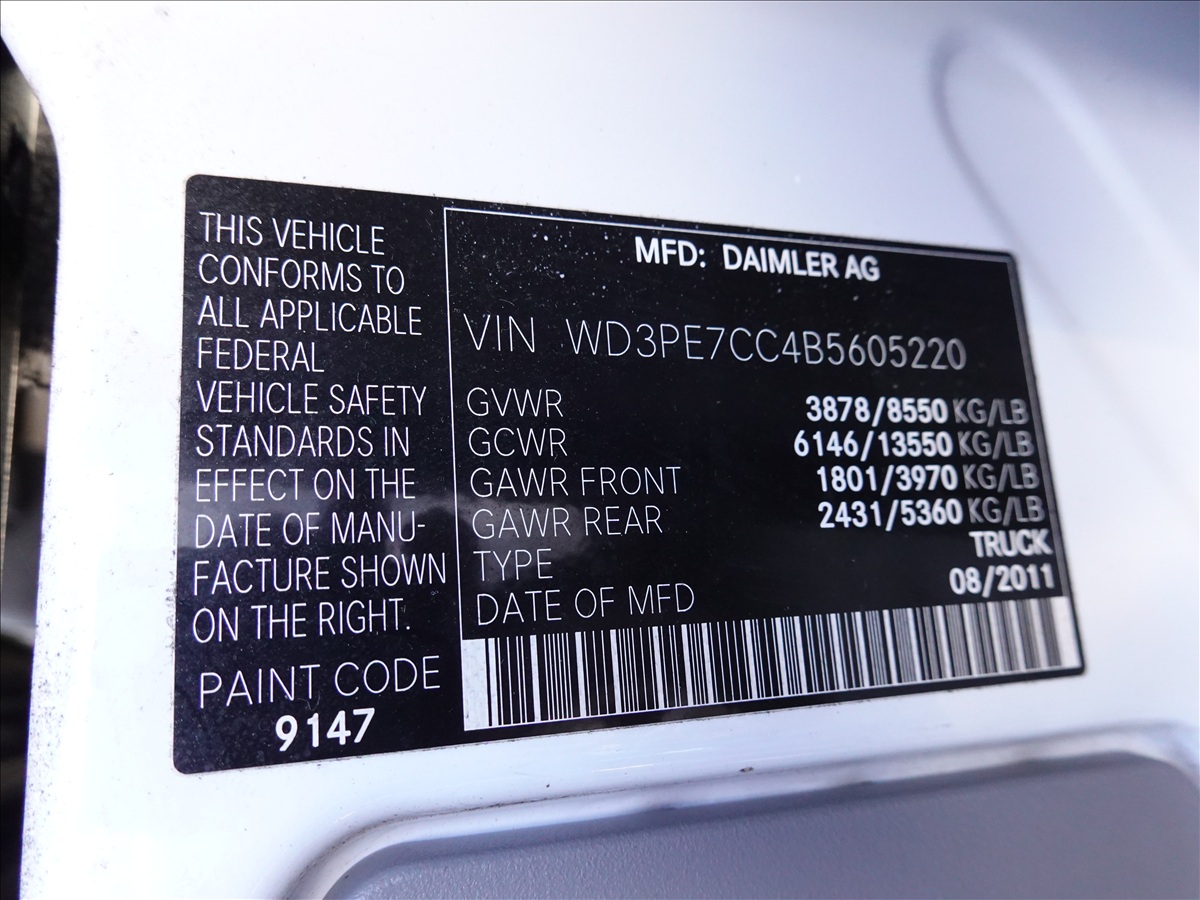 THIS VEHICLE
CONFORMS TO
ALL APPLICABLE
FEDERAL
VEHICLE SAFETY
STANDARDS IN
EFFECT ON THE
DATE OF MANU-
FACTURE SHOWN
ON THE RIGHT.
PAINT CODE
9147
MFD: DAIMLER AG
VIN WD3PE7CC4B5605220
GVWR 3878/8550 KG/LB
GCWR 6146/13550 KG/LB
GAWR FRONT 1801/3970 KG/LB
GAWR REAR 2431/5360 KG/LB
TYPE TRUCK
DATE OF MFD 08/2011